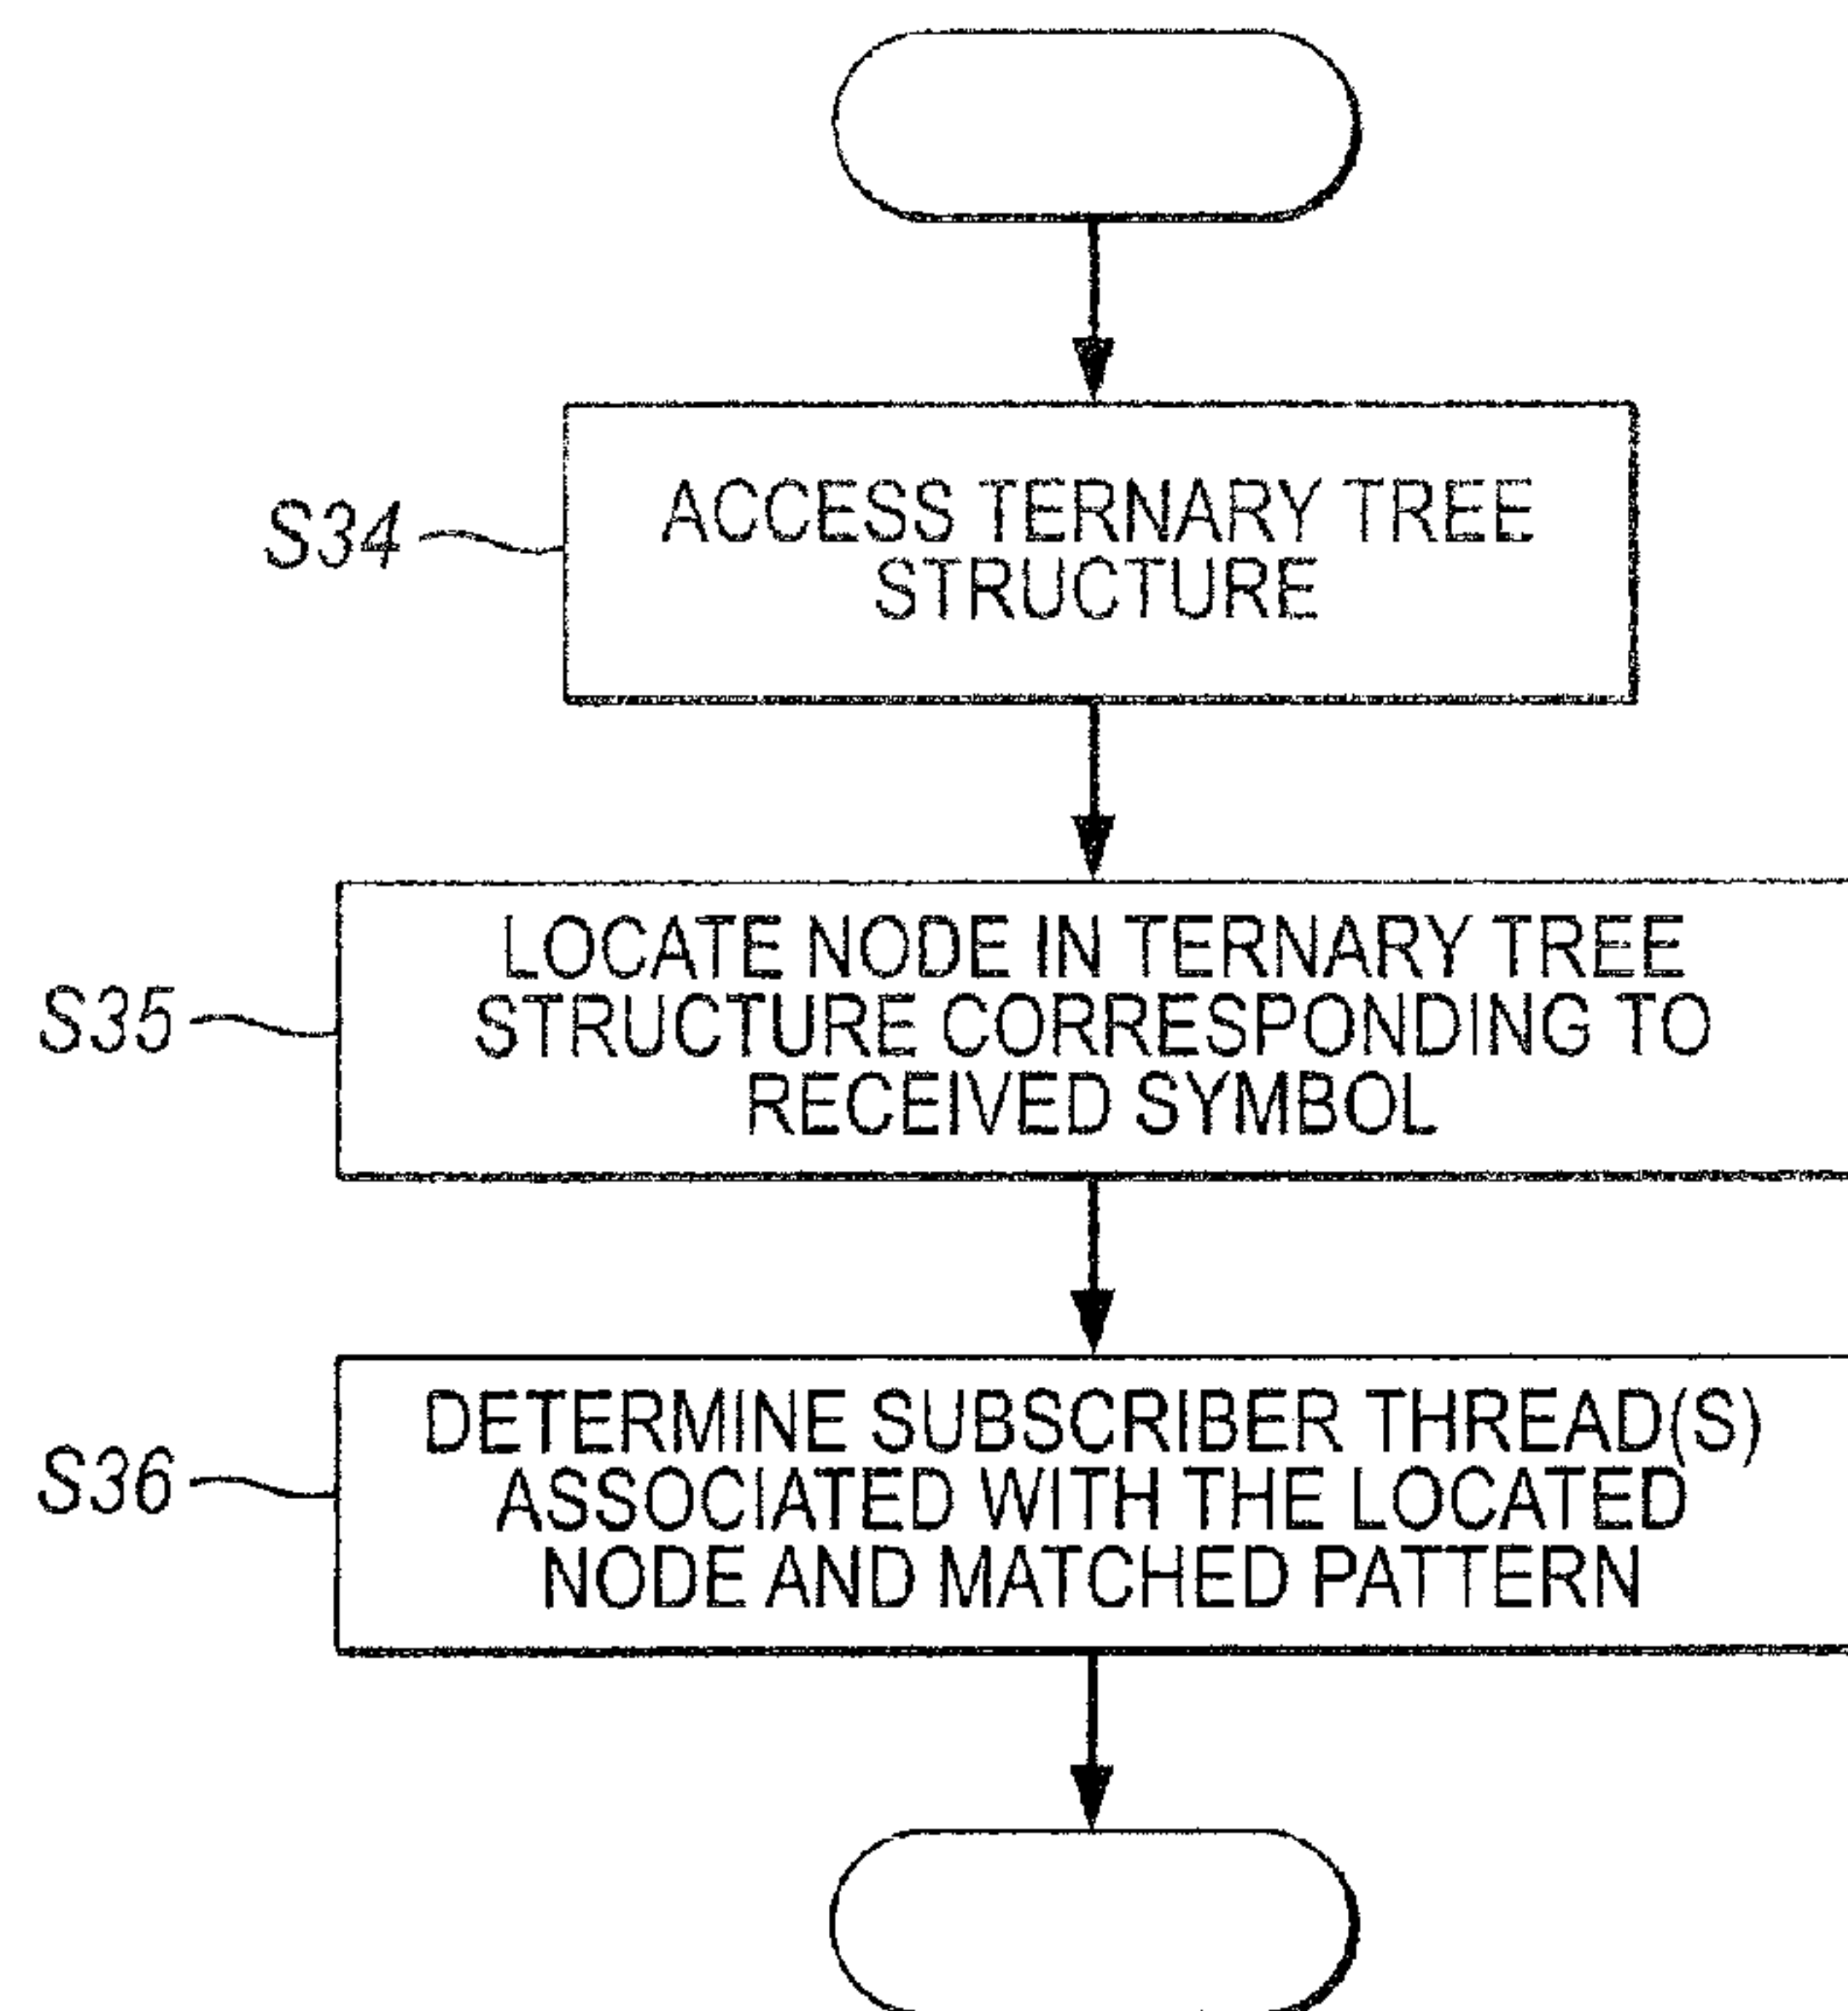 S34
ACCESS TERNARY TREE
STRUCTURE
S35
LOCATE NODE IN TERNARY TREE
STRUCTURE CORRESPONDING TO
RECEIVED SYMBOL
S36
DETERMINE SUBSCRIBER THREAD(S)
ASSOCIATED WITH THE LOCATED
NODE AND MATCHED PATTERN